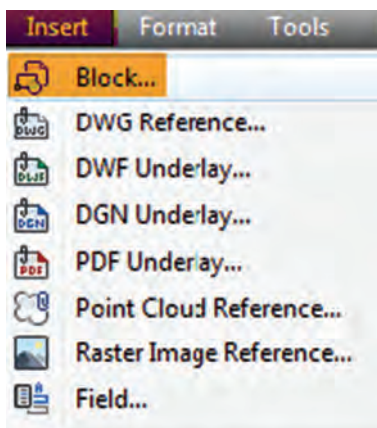 Insert Format Tools
Block...
DWG Reference...
DWF Underlay...
DGN Underlay...
PDF Underlay...
Point Cloud Reference...
Raster Image Reference...
Field...